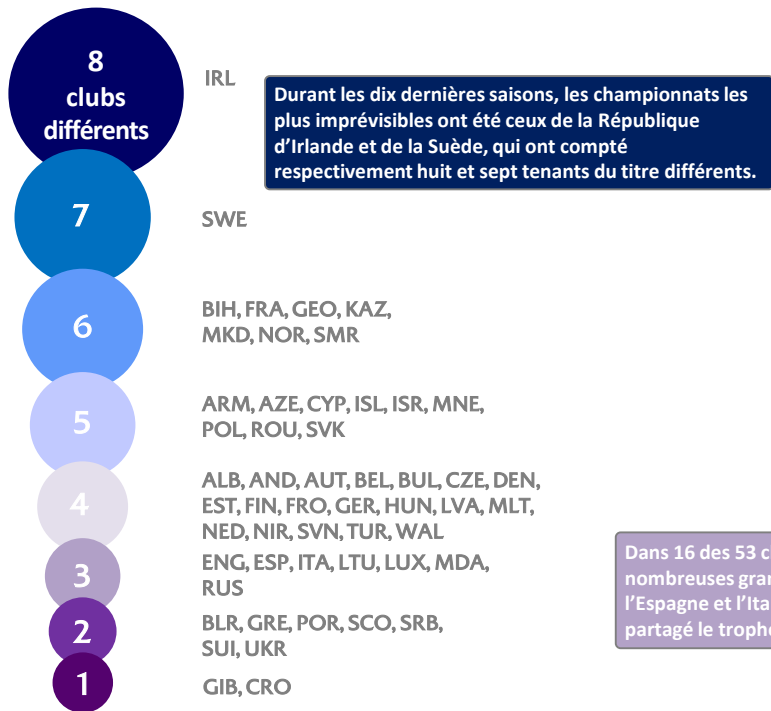 8
clubs
différents
IRL
Durant les dix dernières saisons, les championnats les
plus imprévisibles ont été ceux de la République
d’Irlande et de la Suède, qui ont compté
respectivement huit et sept tenants du titre différents.
7
SWE
6
BIH, FRA, GEO, KAZ,
MKD, NOR, SMR
5
ARM, AZE, CYP, ISL, ISR, MNE,
POL, ROU, SVK
4
ALB, AND, AUT, BEL, BUL, CZE, DEN,
EST, FIN, FRO, GER, HUN, LVA, MLT,
NED, NIR, SVN, TUR, WAL
3
ENG, ESP, ITA, LTU, LUX, MDA,
RUS
Dans 16 des 53
nombreuses
l’Espagne et
partagé le
2
BLR, GRE, POR, SCO, SRB,
SUI, UKR
1
GIB, CRO